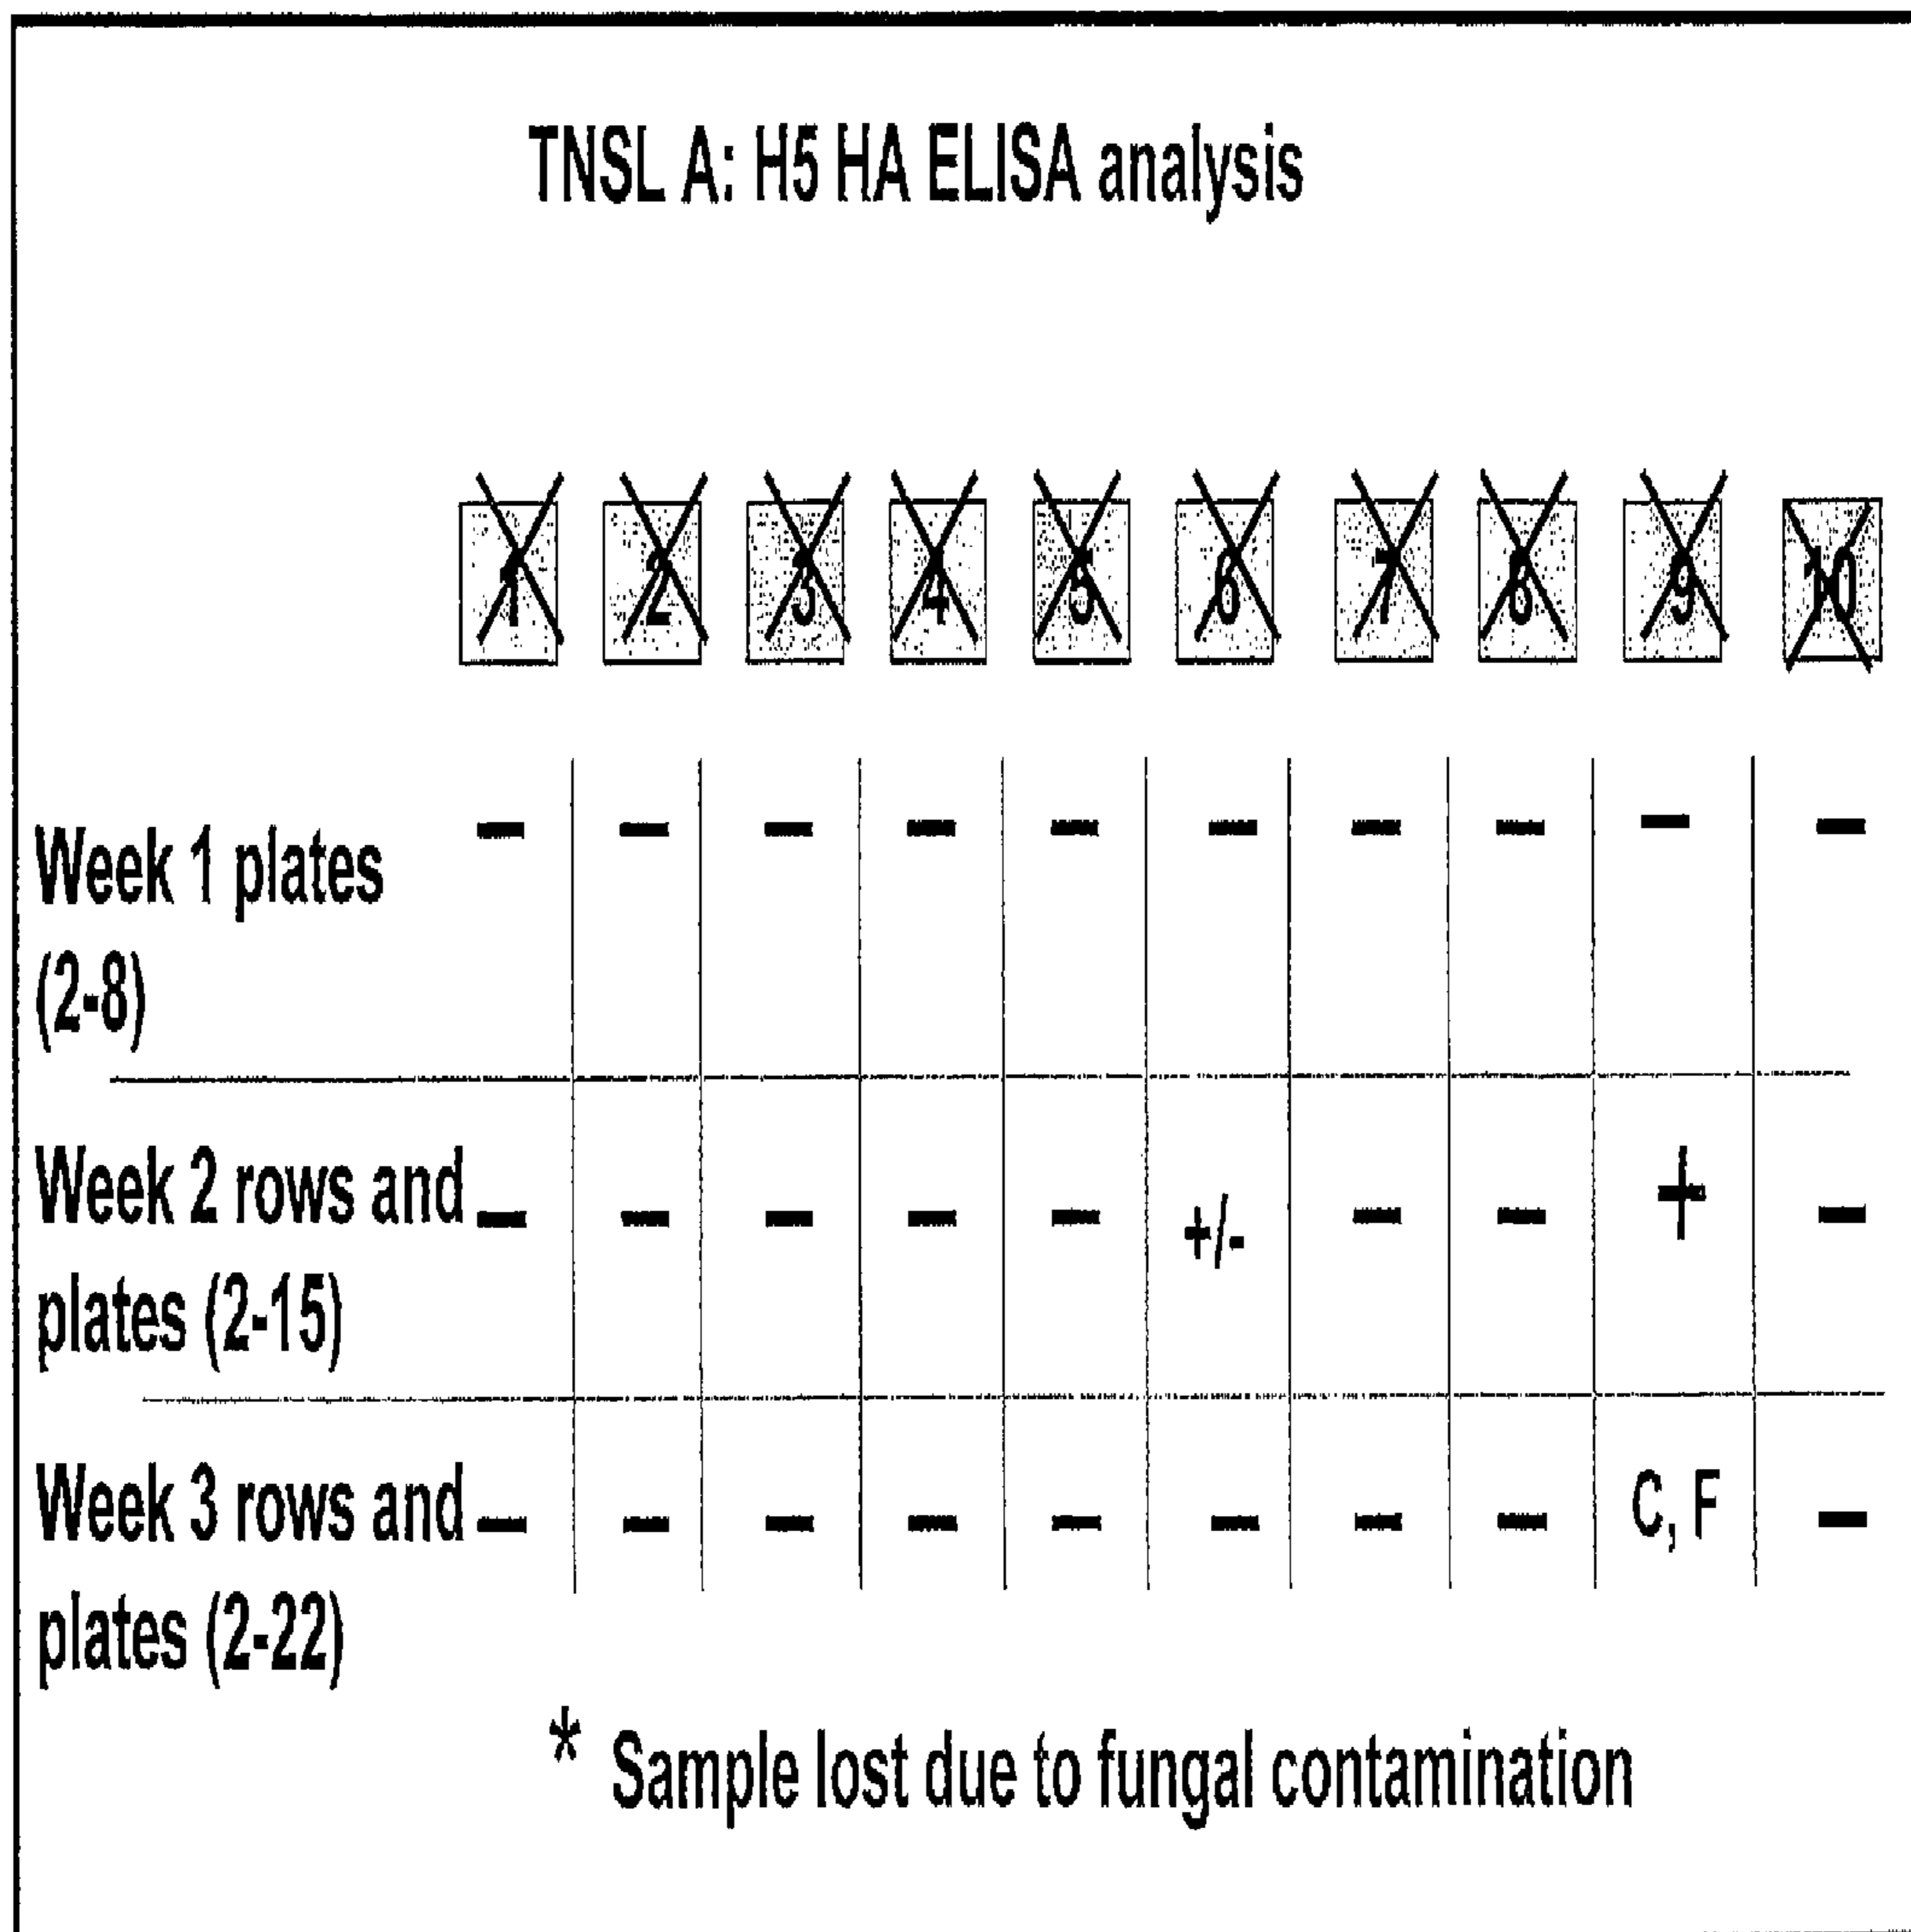 TNSL A: H5 HA ELISA analysis
1 2 3 4 5 6 7 8 9 10
- - - - - - - - - -
Week 1 plates
(2-8)
Week 2 rows and
- - - - - +/- - - + -
plates (2-15)
Week 3 rows and
- - - - - - - - C, F -
plates (2-22)
* Sample lost due to fungal contamination